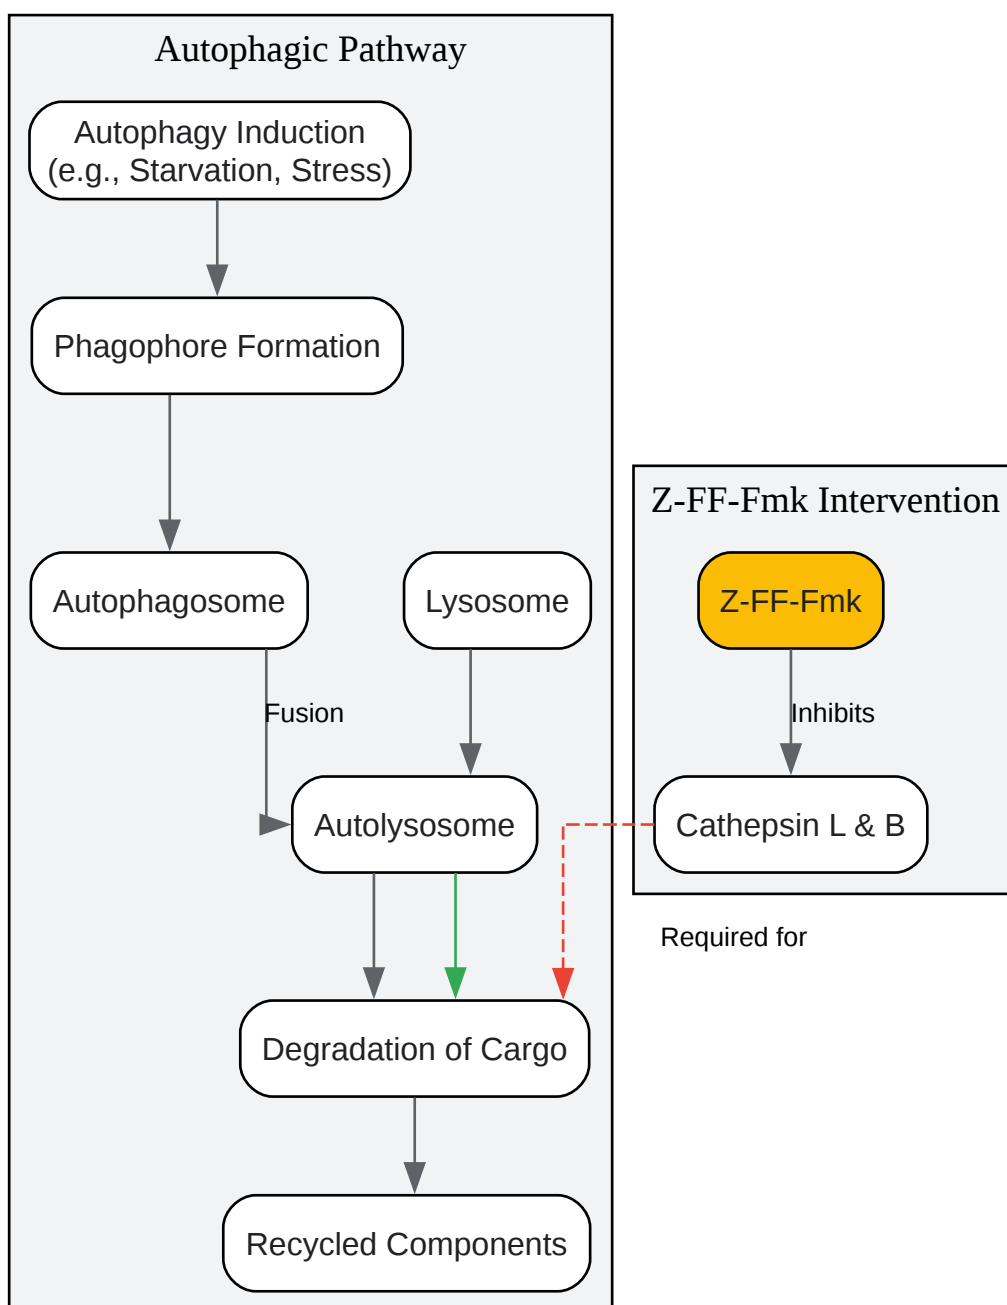 Autophagic Pathway
Autophagy Induction
(e.g., Starvation, Stress)
Phagophore Formation
Z-FF-Fmk Intervention
Autophagosome
Lysosome
Z-FF-Fmk
Fusion
Inhibits
Autolysosome
Cathepsin L & B
Required for
Degradation of Cargo
Recycled Components